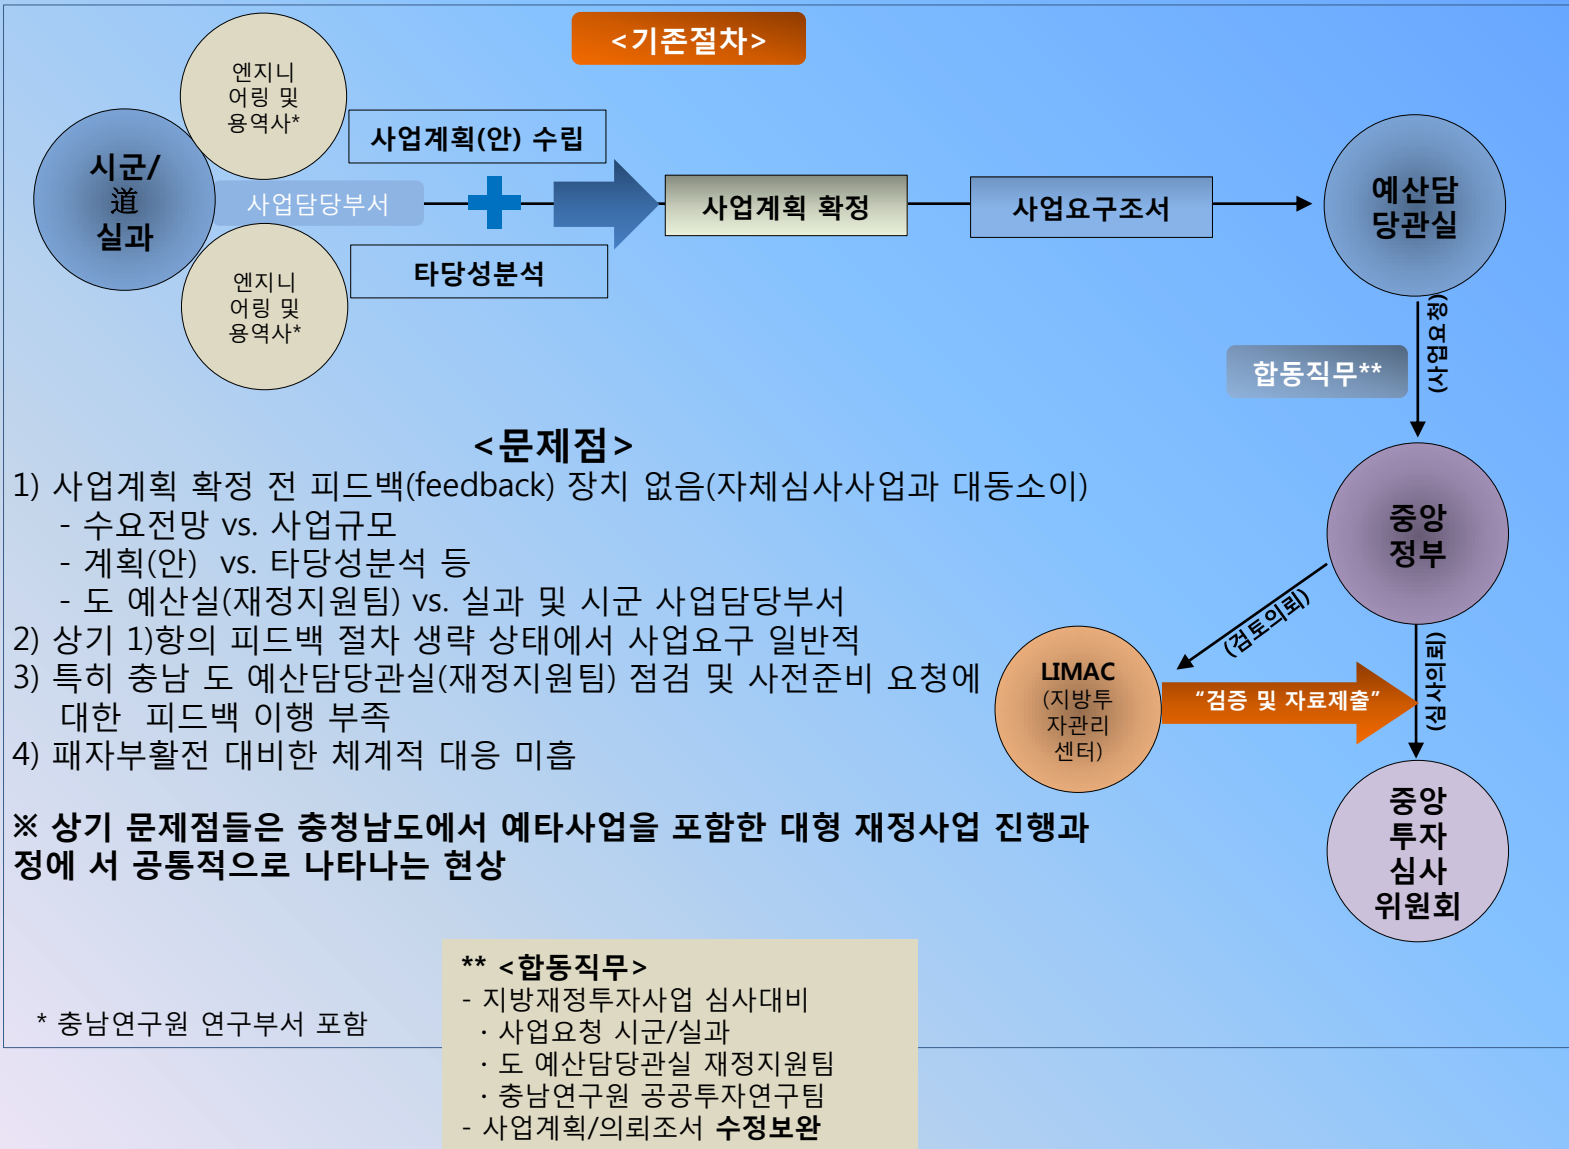 <기존절차>
엔지니
어링 및
용역사*
시군/
道
실과
사업담당부서
엔지니
어링 및
용역사*
사업계획(안) 수립
타당성분석
사업계획 확정
사업요구조서
예산담
당관실
(사업요청)
합동직무**
중앙
정부
(검토의뢰)
(심사의뢰)
LIMAC
(지방투
자관리
센터)
“검증 및 자료제출”
중앙
투자
심사
위원회
<문제점>
1) 사업계획 확정 전 피드백(feedback) 장치 없음(자체심사사업과 대동소이)
- 수요전망 vs. 사업규모
- 계획(안) vs. 타당성분석 등
- 도 예산실(재정지원팀) vs. 실과 및 시군 사업담당부서
2) 상기 1)항의 피드백 절차 생략 상태에서 사업요구 일반적
3) 특히 충남 도 예산담당관실(재정지원팀) 점검 및 사전준비 요청에
대한 피드백 이행 부족
4) 패자부활전 대비한 체계적 대응 미흡
※ 상기 문제점들은 충청남도에서 예타사업을 포함한 대형 재정사업 진행과
정에 서 공통적으로 나타나는 현상
* 충남연구원 연구부서 포함
** <합동직무>
- 지방재정투자사업 심사대비
· 사업요청 시군/실과
· 도 예산담당관실 재정지원팀
· 충남연구원 공공투자연구팀
- 사업계획/의뢰조서 수정보완